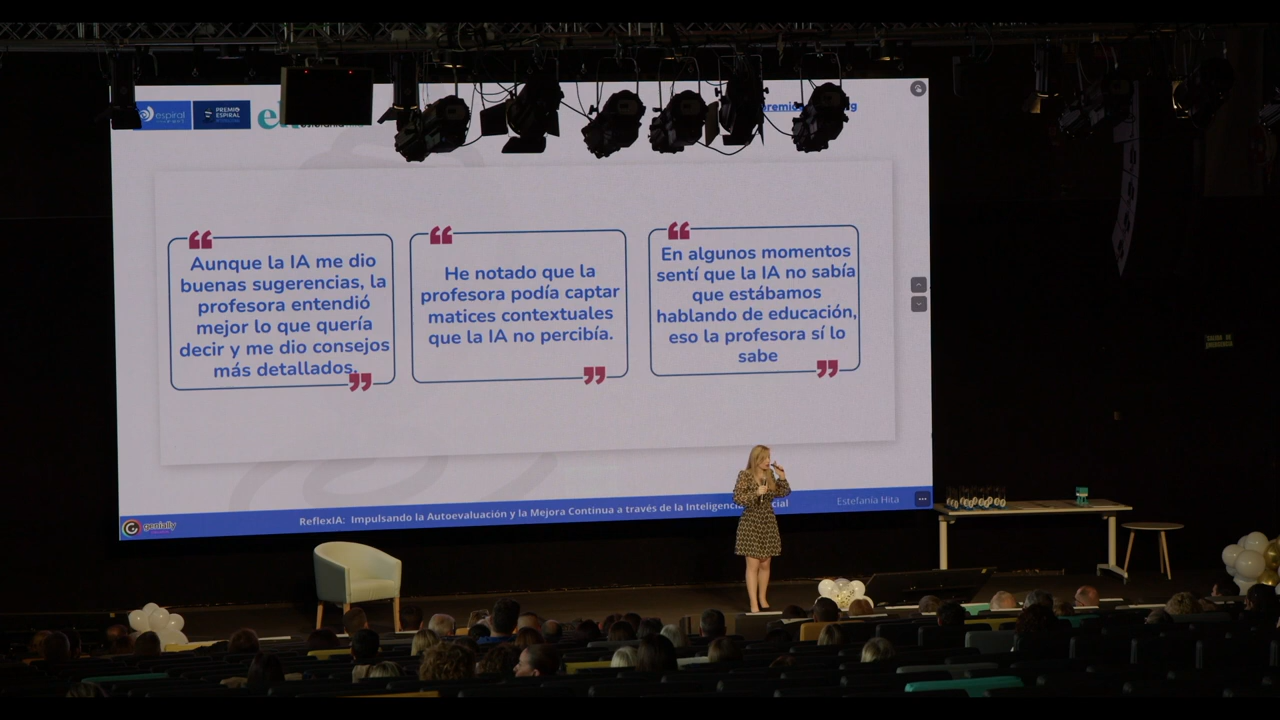 espiral
PREMIO
ESPIRAL
estefanía
Aunque la IA me dio
buenas sugerencias, la
profesora entendió
mejor lo que quería
decir y me dio consejos
más detallados.
He notado que la
profesora podía captar
matices contextuales
que la IA no percibía.
En algunos momentos
sentí que la IA no sabía
que estábamos
hablando de educación,
eso la profesora sí lo
sabe
genially
ReflexIA: Impulsando la Autoevaluación y la Mejora Continua a través de la
Estefanía Hita
SALIDA DE